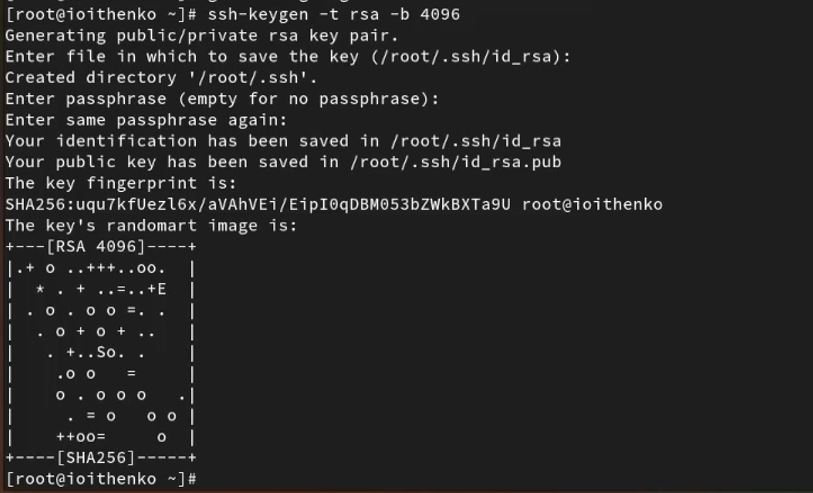 [root@ioithenko ~]# ssh-keygen -t rsa -b 4096
Generating public/private rsa key pair.
Enter file in which to save the key (/root/.ssh/id_rsa):
Created directory '/root/.ssh'.
Enter passphrase (empty for no passphrase):
Enter same passphrase again:
Your identification has been saved in /root/.ssh/id_rsa
Your public key has been saved in /root/.ssh/id_rsa.pub
The key fingerprint is:
SHA256:uqu7kfUezl6x/aVAhVEi/EipI0qDBM053bZWkBXTa9U root@ioithenko
The key's randomart image is:
+---[RSA 4096]----+
|.+ o ..+++..oo.  |
|  * . + ..=..+E  |
| . o . o o =. .  |
|  . o + o + ..   |
|   . +..So. .    |
|    .o o   =     |
|    o . o o o   .|
|     . = o   o o |
|    ++oo=     o  |
+----[SHA256]-----+
[root@ioithenko ~]#